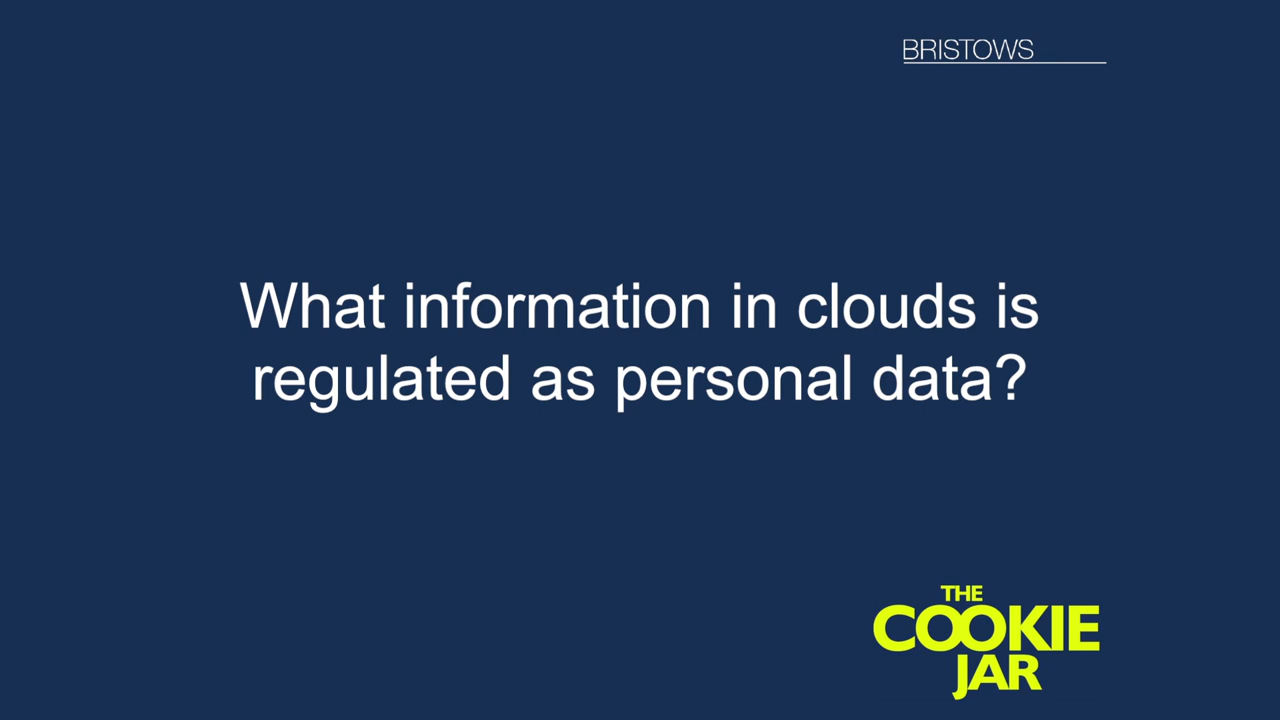 BRISTOWS
What information in clouds is
regulated as personal data?
THE
COOKIE
JAR